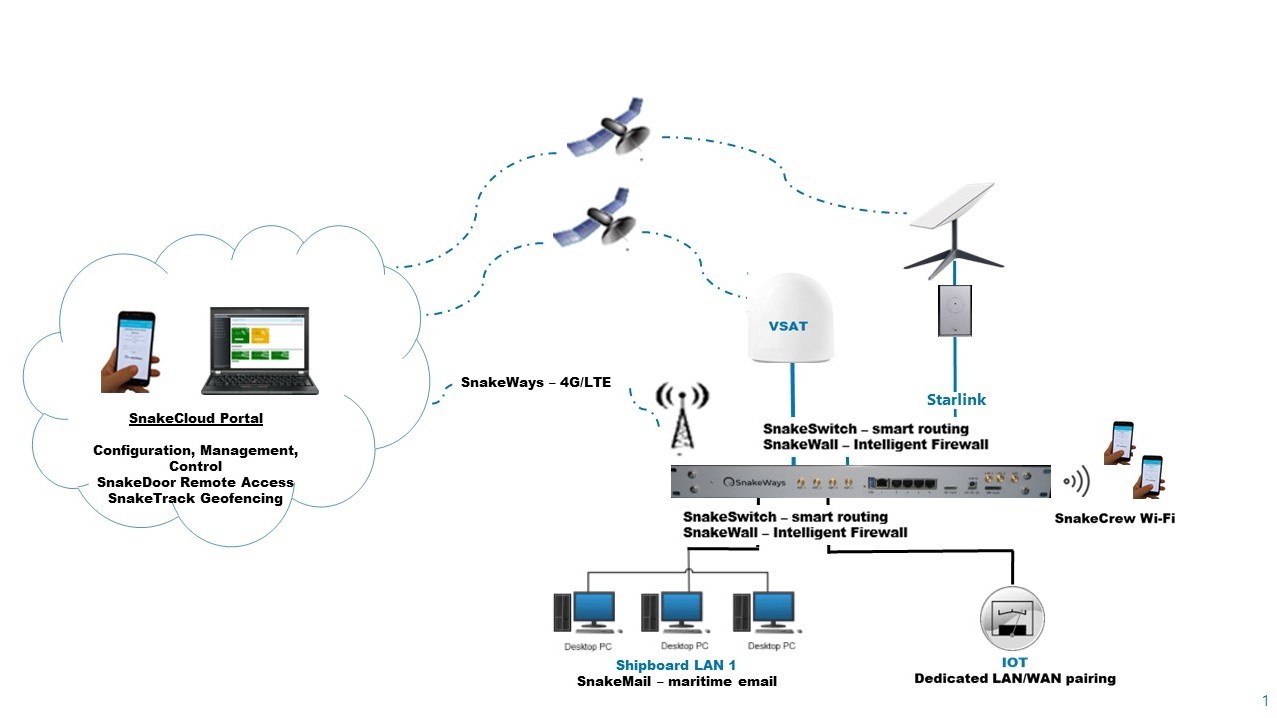 VSAT
SnakeWays – 4G/LTE
Starlink
SnakeCloud Portal
Configuration, Management,
Control
SnakeDoor Remote Access
SnakeTrack Geofencing
SnakeSwitch – smart routing
SnakeWall – Intelligent Firewall
SnakeWays
SnakeCrew Wi-Fi
SnakeSwitch – smart routing
SnakeWall – Intelligent Firewall
Desktop PC
Desktop PC
Desktop PC
Shipboard LAN 1
SnakeMail – maritime email
IOT
Dedicated LAN/WAN pairing
1